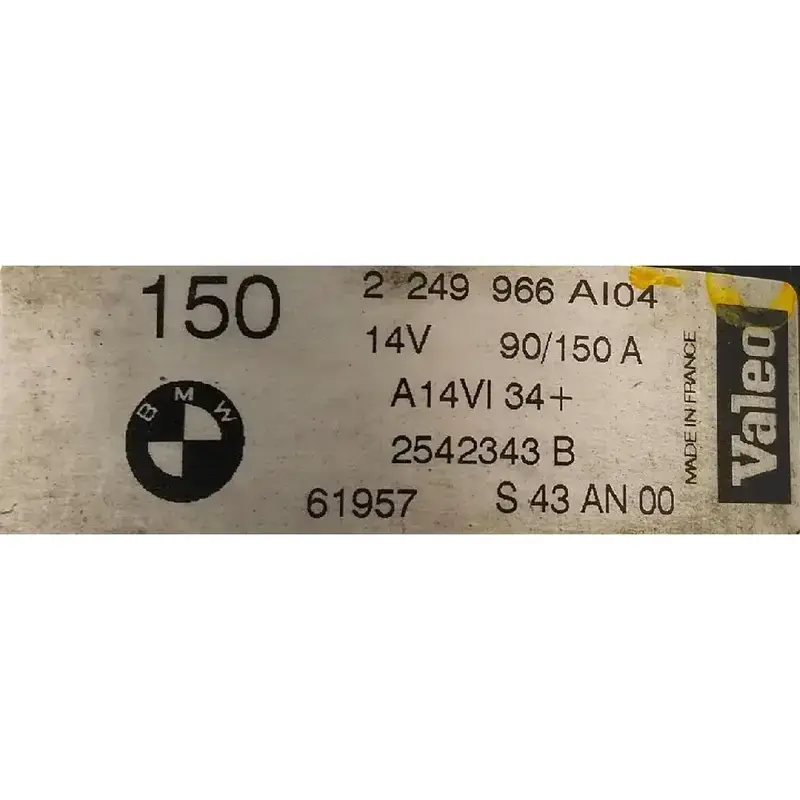 150
2 249 966 AI04
14V 90/150 A
A14VI 34+
BMW
2542343 B
61957 S 43 AN 00
MADE IN FRANCE
Valeo